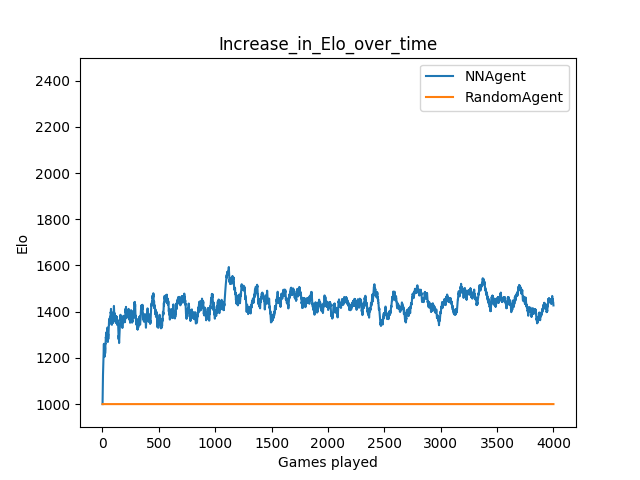 Increase_in_Elo_over_time
NNAgent
RandomAgent
2400
2200
2000
1800
1600
1400
1200
1000
Elo
0 500 1000 1500 2000 2500 3000 3500 4000
Games played